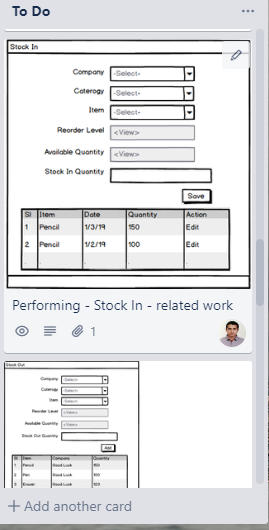 To Do
Stock In
Company -Select-
Caterogy -Select-
Item -Select-
Reorder Level <View>
Available Quantity <View>
Stock In Quantity
Save
Sl Item Date Quantity Action
1 Pencil 1/3/19 150 Edit
2 Pencil 1/2/19 100 Edit
Performing - Stock In - related work
1
Stock Out
Company -Select-
Caterogy -Select-
Item -Select-
Reorder Level <View>
Available Quantity <View>
Stock Out Quantity
Add
Sl Item Company Quantity
1 Pencil Good Luck 150
2 Pen Good Luck 100
3 Eraser Good Luck 100
+ Add another card